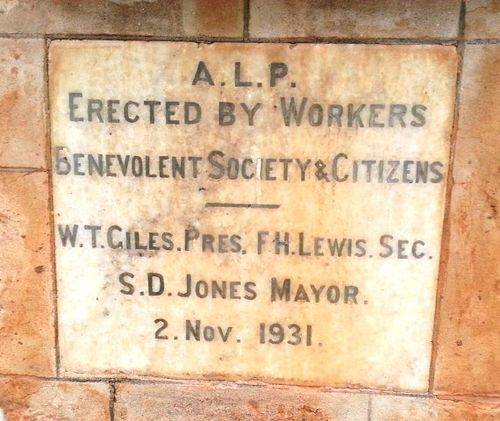 A.L.P.
ERECTED BY WORKERS
BENEVOLENT SOCIETY & CITIZENS
W.T. GILES. PRES. F.H. LEWIS. SEC.
S.D. JONES MAYOR.
2. NOV. 1931.